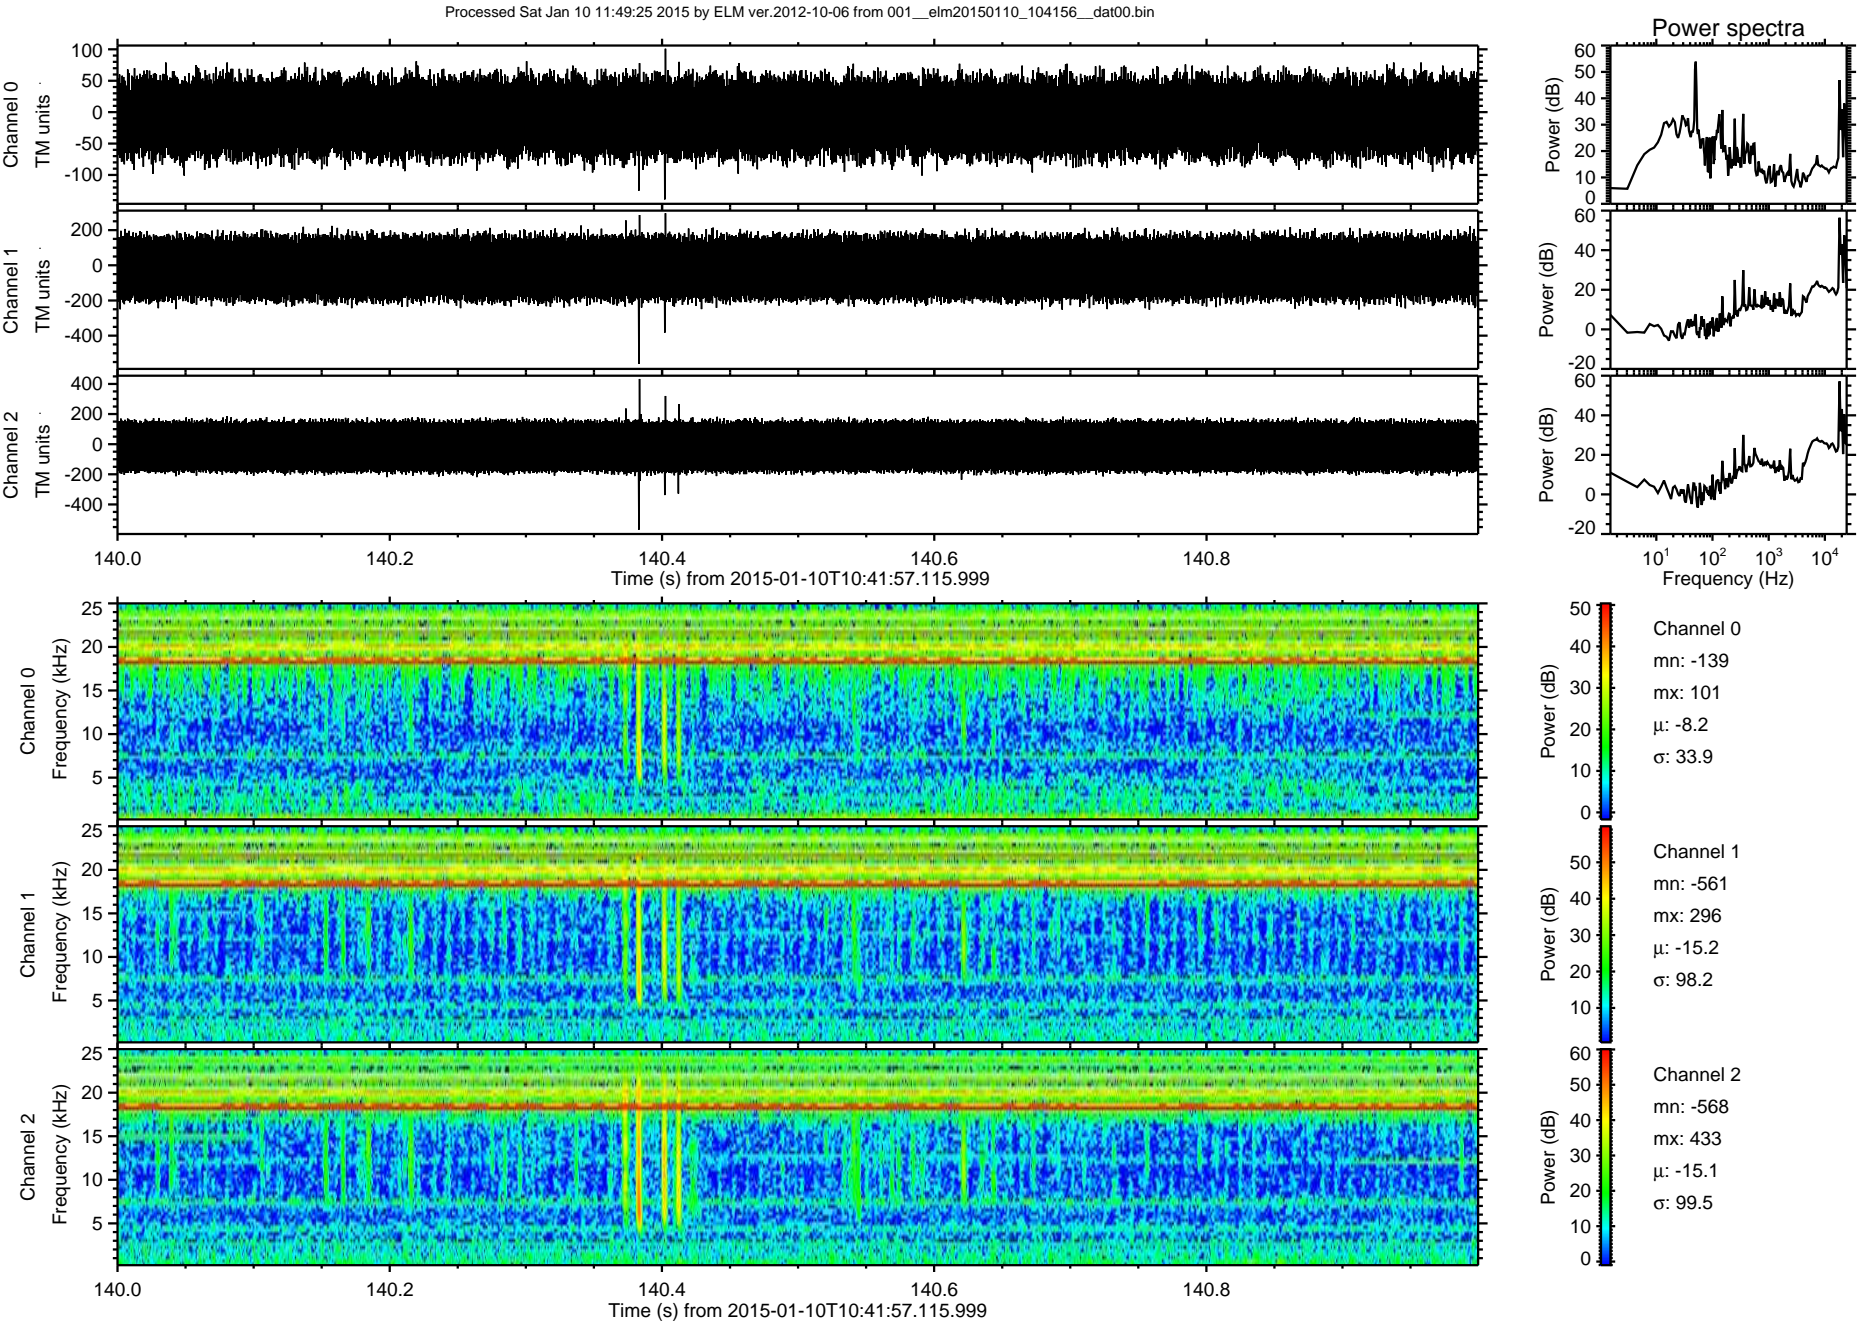 Processed Sat Jan 10 11:49:25 2015 by ELM ver.2012-10-06 from 001__elm20150110_104156__dat00.bin
Power spectra
Channel 0
TM units
100
50
0
-50
-100
Power (dB)
60
50
40
30
20
10
0
Channel 1
TM units
200
0
-200
-400
Power (dB)
60
40
20
0
-20
Channel 2
TM units
400
200
0
-200
-400
Power (dB)
60
40
20
0
-20
140.0 140.2 140.4 140.6 140.8
Time (s) from 2015-01-10T10:41:57.115.999
10^1 10^2 10^3 10^4
Frequency (Hz)
Channel 0
Frequency (kHz)
25
20
15
10
5
Power (dB)
50
40
30
20
10
0
Channel 0
mn: -139
mx: 101
μ: -8.2
σ: 33.9
Channel 1
Frequency (kHz)
25
20
15
10
5
Power (dB)
50
40
30
20
10
Channel 1
mn: -561
mx: 296
μ: -15.2
σ: 98.2
Channel 2
Frequency (kHz)
25
20
15
10
5
Power (dB)
60
50
40
30
20
10
0
Channel 2
mn: -568
mx: 433
μ: -15.1
σ: 99.5
140.0 140.2 140.4 140.6 140.8
Time (s) from 2015-01-10T10:41:57.115.999